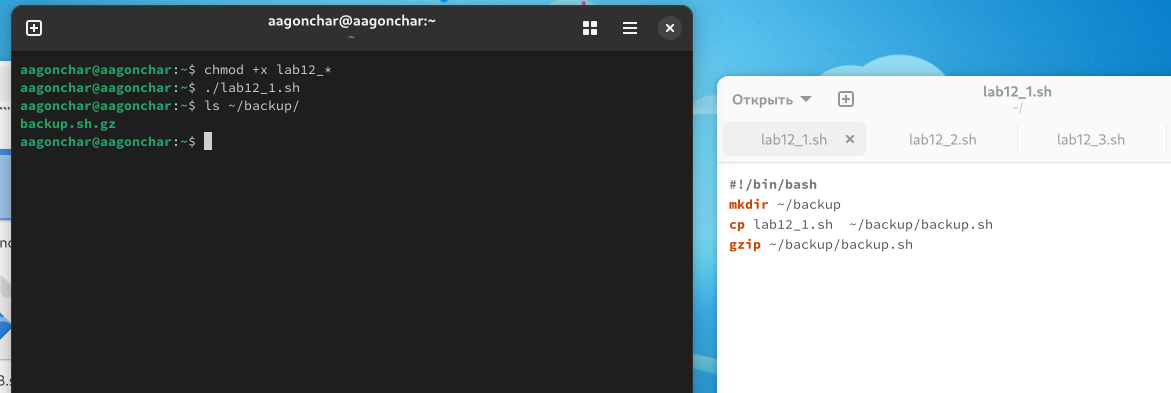 aagonchar@aagonchar:~
~
aagonchar@aagonchar:~$ chmod +x lab12_*
aagonchar@aagonchar:~$ ./lab12_1.sh
aagonchar@aagonchar:~$ ls ~/backup/
backup.sh.gz
aagonchar@aagonchar:~$
Открыть
lab12_1.sh
~/
lab12_1.sh
lab12_2.sh
lab12_3.sh
#!/bin/bash
mkdir ~/backup
cp lab12_1.sh  ~/backup/backup.sh
gzip ~/backup/backup.sh